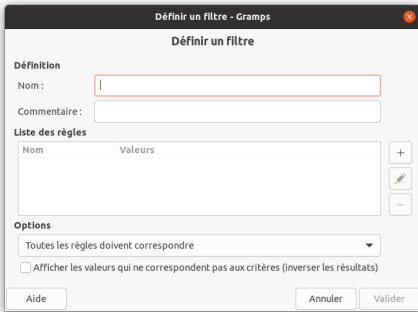 Définir un filtre - Gramps
Définir un filtre
Définition
Nom :
Commentaire :
Liste des règles
Nom Valeurs
Options
Toutes les règles doivent correspondre
Afficher les valeurs qui ne correspondent pas aux critères (inverser les résultats)
Aide Annuler Valider